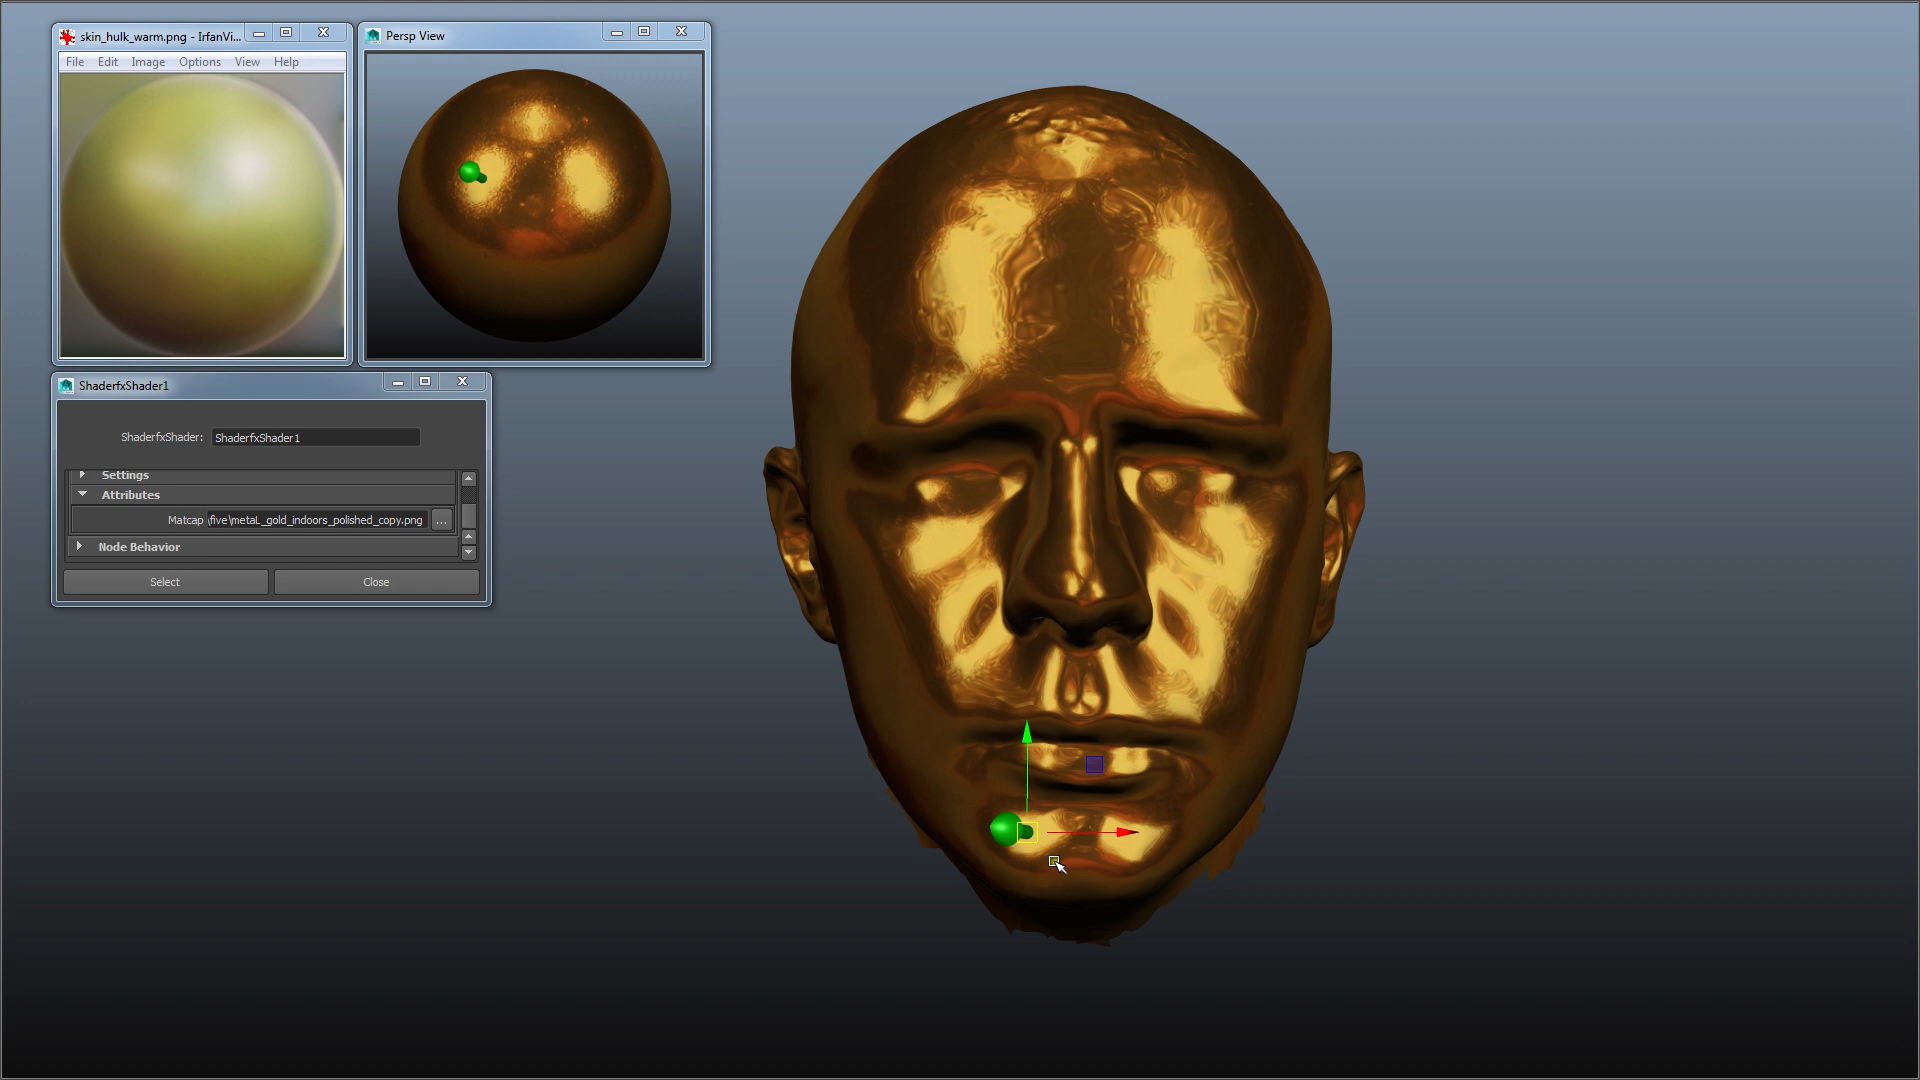 skin_hulk_warm.png - IrfanVi...
File Edit Image Options View Help
Persp View
ShaderfxShader1
ShaderfxShader: ShaderfxShader1
Settings
Attributes
Matcap \five\metaL_gold_indoors_polished_copy.png ...
Node Behavior
Select Close